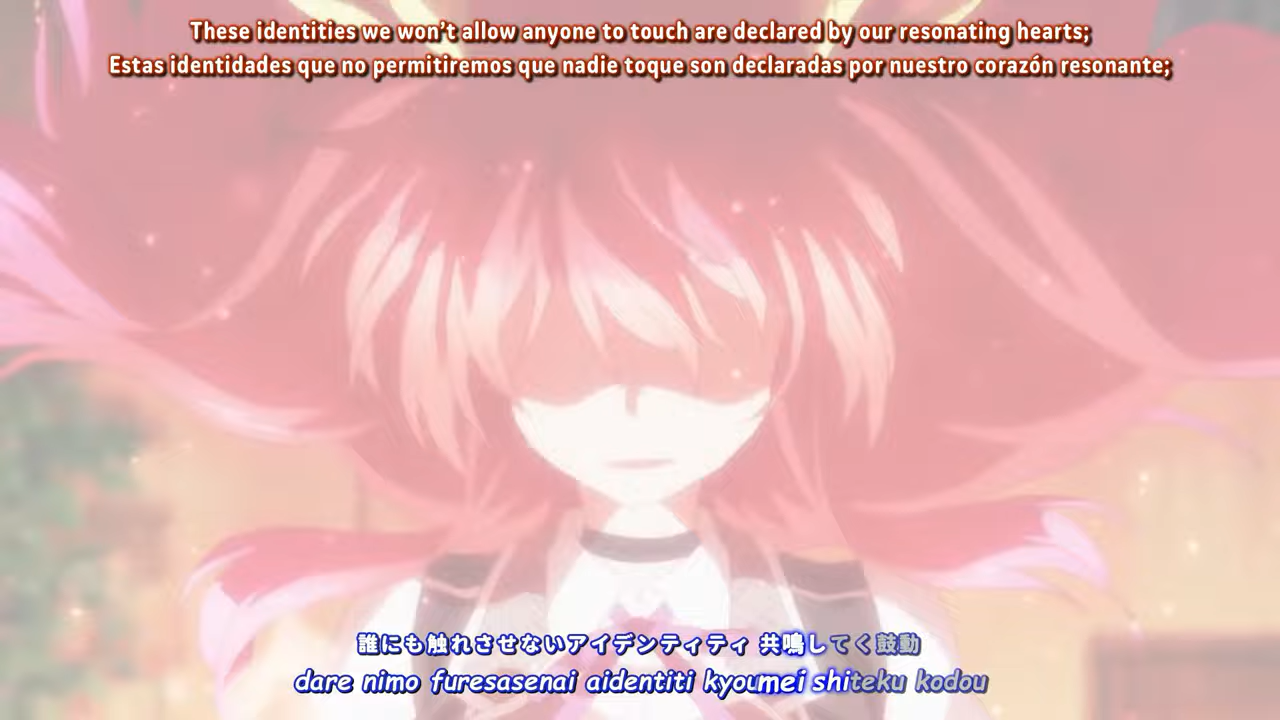 These identities we won't allow anyone to touch are declared by our resonating hearts;
Estas identidades que no permitiremos que nadie toque son declaradas por nuestro corazón resonante;
誰にも触れさせないアイデンティティ 共鳴してく鼓動
dare nimo furesasenai aidentiti kyoumei shiteku kodou